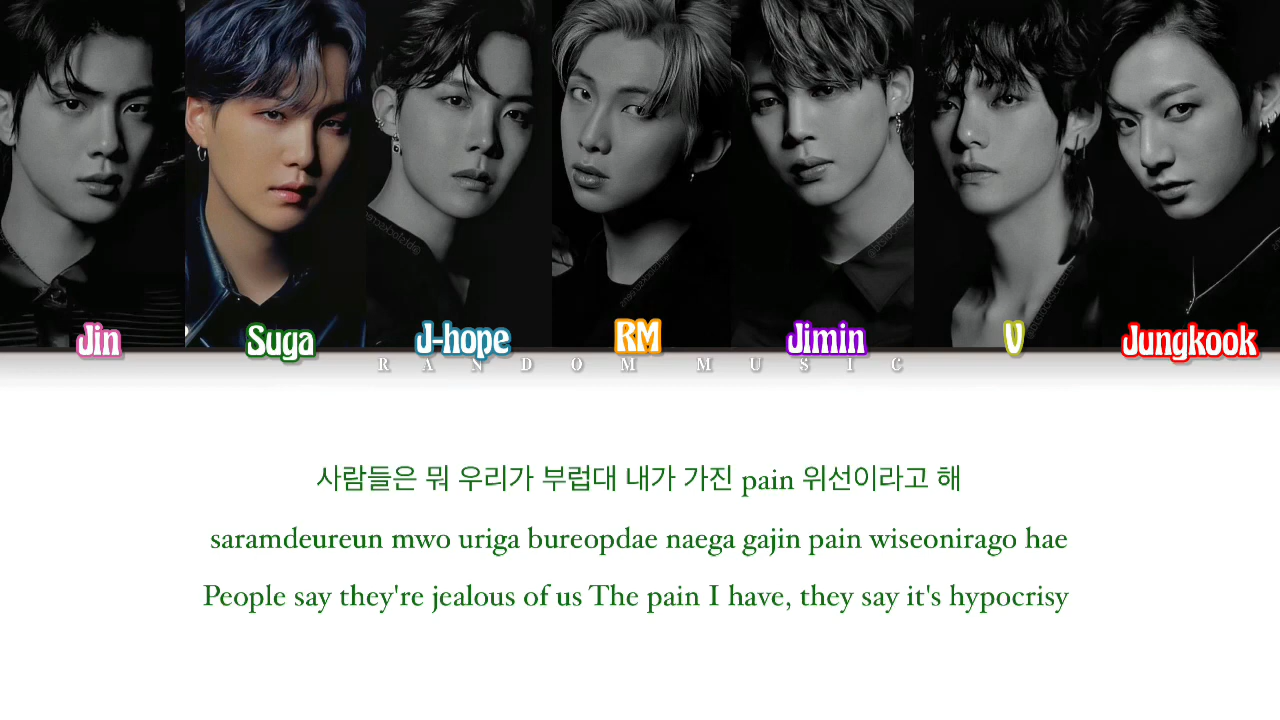 Jin
Suga
J-hope
RM
Jimin
V
Jungkook
RANDOM MUSIC
사람들은 뭐 우리가 부럽대 내가 가진 pain 위선이라고 해
saramdeureun mwo uriga bureopdae naega gajin pain wiseonirago hae
People say they're jealous of us The pain I have, they say it's hypocrisy